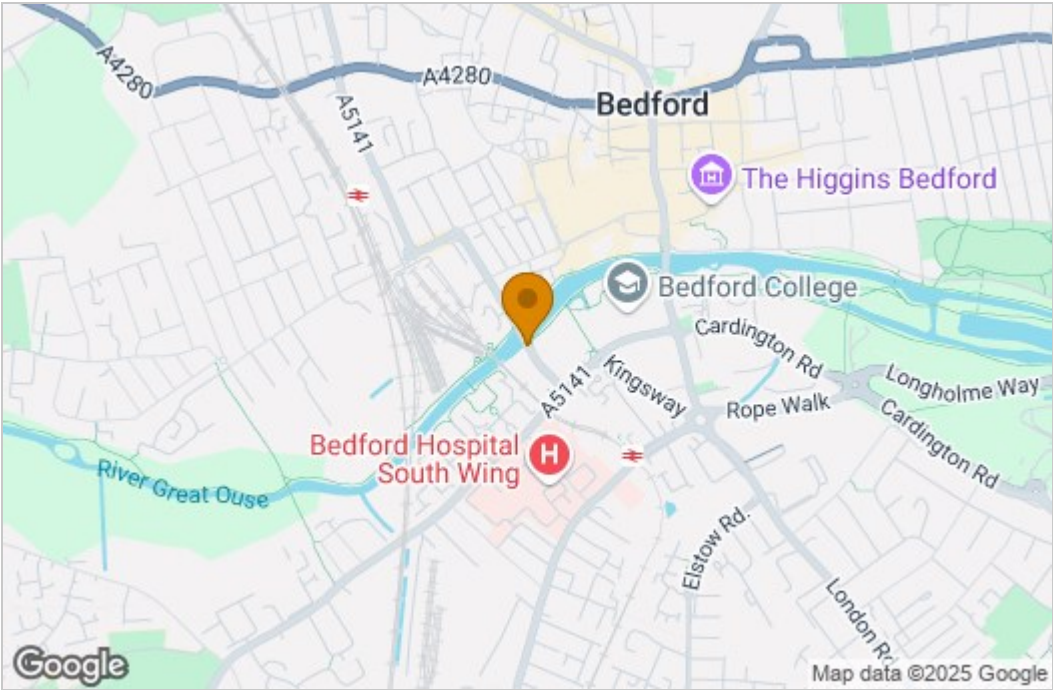 A4280
A4280
A5141
Bedford
The Higgins Bedford
Bedford College
Cardington Rd
Longholme Way
Kingsway
A5141
Rope Walk
Cardington Rd
Bedford Hospital
South Wing
H
River Great Ouse
Elstow Rd.
London Rd
Google
Map data ©2025 Google